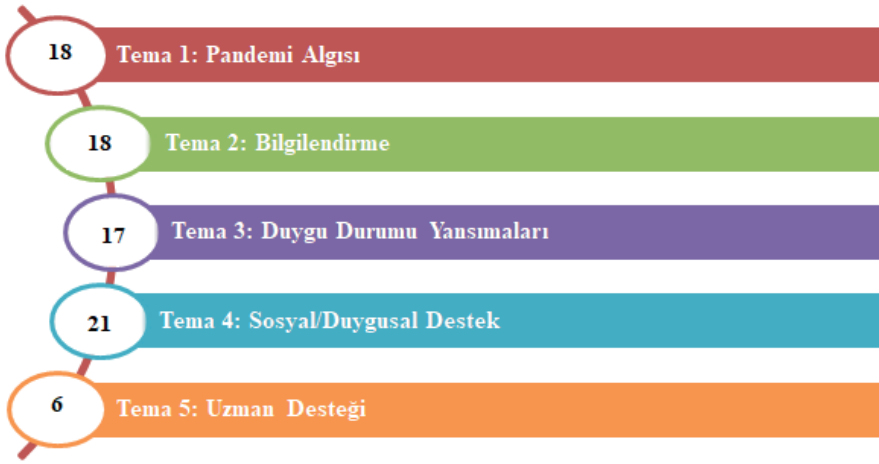 18 Tema 1: Pandemi Algısı
18 Tema 2: Bilgilendirme
17 Tema 3: Duygu Durumu Yansımaları
21 Tema 4: Sosyal/Duygusal Destek
6 Tema 5: Uzman Desteği